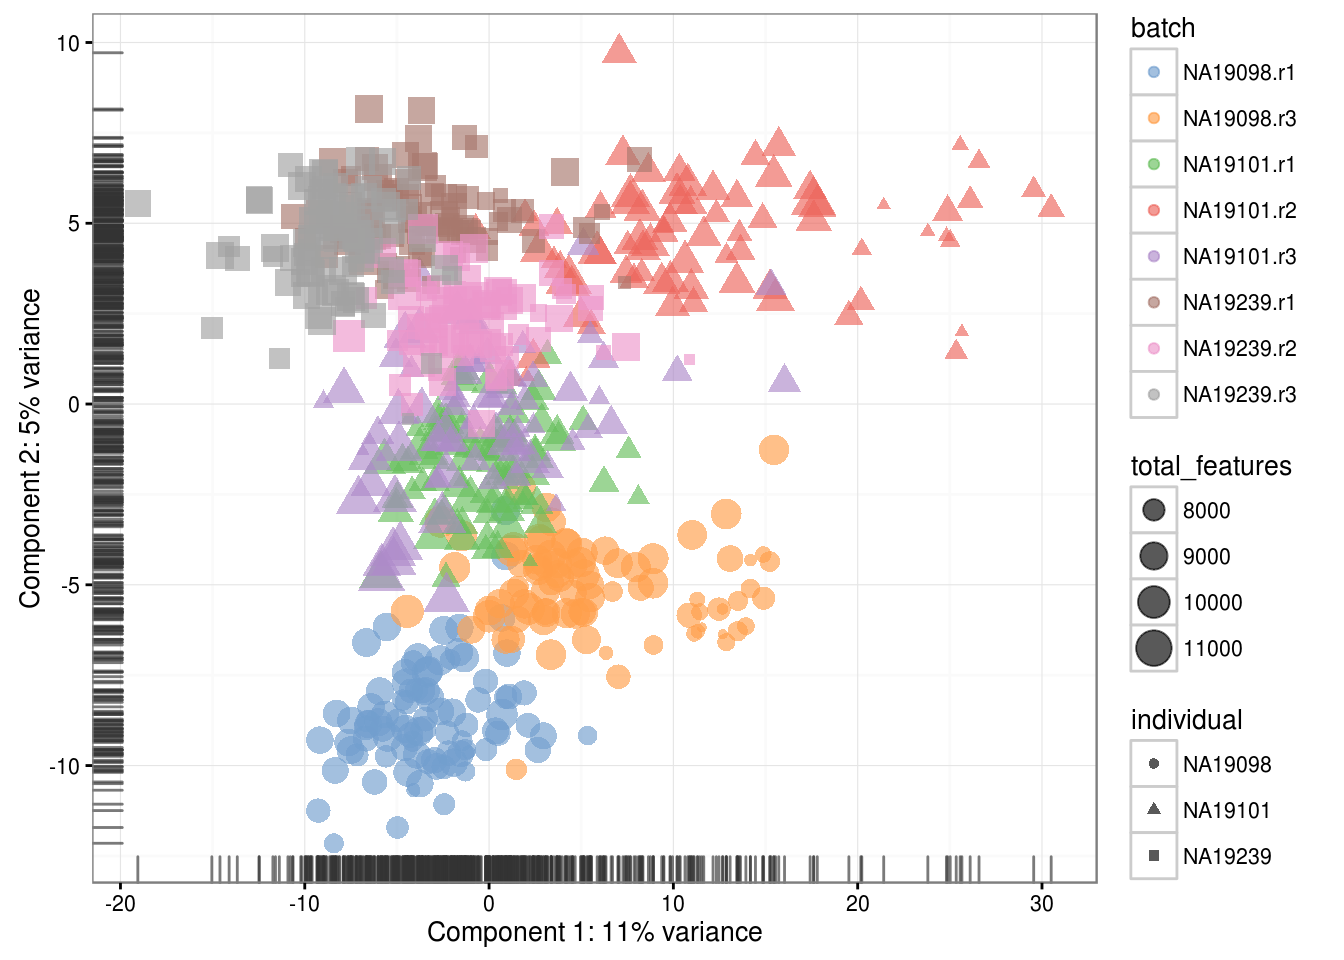 10
5
0
-5
-10
Component 2: 5% variance
-20
-10
0
10
20
30
Component 1: 11% variance
batch
NA19098.r1
NA19098.r3
NA19101.r1
NA19101.r2
NA19101.r3
NA19239.r1
NA19239.r2
NA19239.r3
total_features
8000
9000
10000
11000
individual
NA19098
NA19101
NA19239